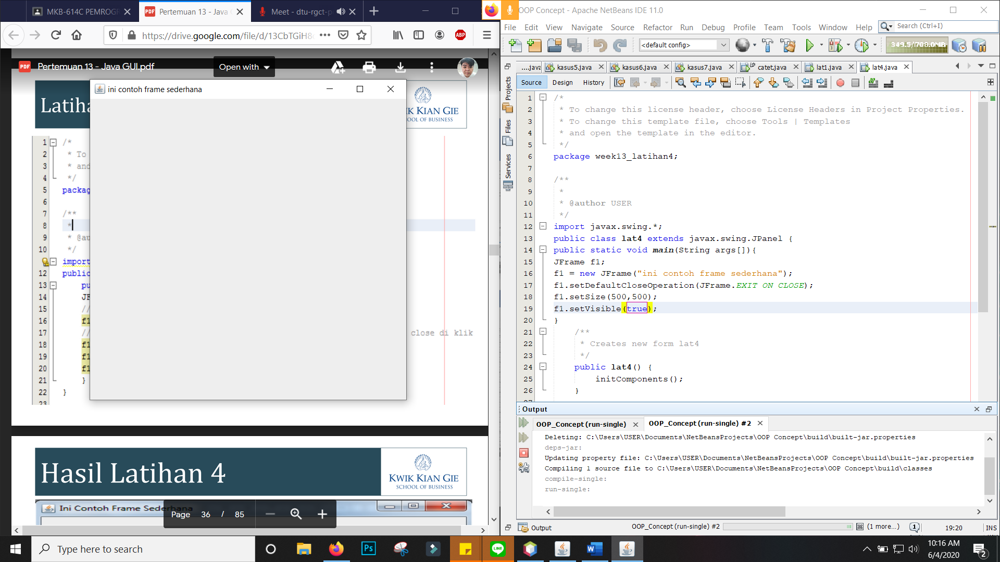 MKB-614C PEMROGR
Pertemuan 13 - Java G
Meet - dtu-rgct-p
https://drive.google.com/file/d/13CbTGiH8
ABP
PDF
Pertemuan 13 - Java GUI.pdf
Open with
ini contoh frame sederhana
Latiha
K KIAN GIE
OL OF BUSINESS
1 /*
2 * To
3 * and
4 */
5 packag
6
7 /**
8 *
9 * @au
10 */
import
12 public
13 pu
14 JF
15 //
16 f1
17 // close di klik
18 f1
19 f1
20 f1
21 }
22 }
23
Hasil Latihan 4
KWIK KIAN GIE
SCHOOL OF BUSINESS
Ini Contoh Frame Sederhana
Page 36 / 85
OOP Concept - Apache NetBeans IDE 11.0
File Edit View Navigate Source Refactor Run Debug Profile Team Tools Window Help
Search (Ctrl+I)
<default config>
349.5/708.0MB
....java kasus5.java kasus6.java kasus7.java catet.java lat1.java lat4.java
Source Design History
Projects
Files
Services
1 /*
2 * To change this license header, choose License Headers in Project Properties.
3 * To change this template file, choose Tools | Templates
4 * and open the template in the editor.
5 */
6 package week13_latihan4;
7
8 /**
9 *
10 * @author USER
11 */
12 import javax.swing.*;
13 public class lat4 extends javax.swing.JPanel {
14 public static void main(String args[]){
15 JFrame f1;
16 f1 = new JFrame("ini contoh frame sederhana");
17 f1.setDefaultCloseOperation(JFrame.EXIT_ON_CLOSE);
18 f1.setSize(500,500);
19 f1.setVisible(true);
20 }
21 /**
22 * Creates new form lat4
23 */
24 public lat4() {
25 initComponents();
26 }
Output
OOP_Concept (run-single) OOP_Concept (run-single) #2
Deleting: C:\Users\USER\Documents\NetBeansProjects\OOP Concept\build\built-jar.properties
deps-jar:
Updating property file: C:\Users\USER\Documents\NetBeansProjects\OOP Concept\build\built-jar.properties
Compiling 1 source file to C:\Users\USER\Documents\NetBeansProjects\OOP Concept\build\classes
compile-single:
run-single:
Output
OOP_Concept (run-single) #2
(1 more...)
1
19:20
INS
Type here to search
Ps
LINE
W
10:16 AM
6/4/2020
2